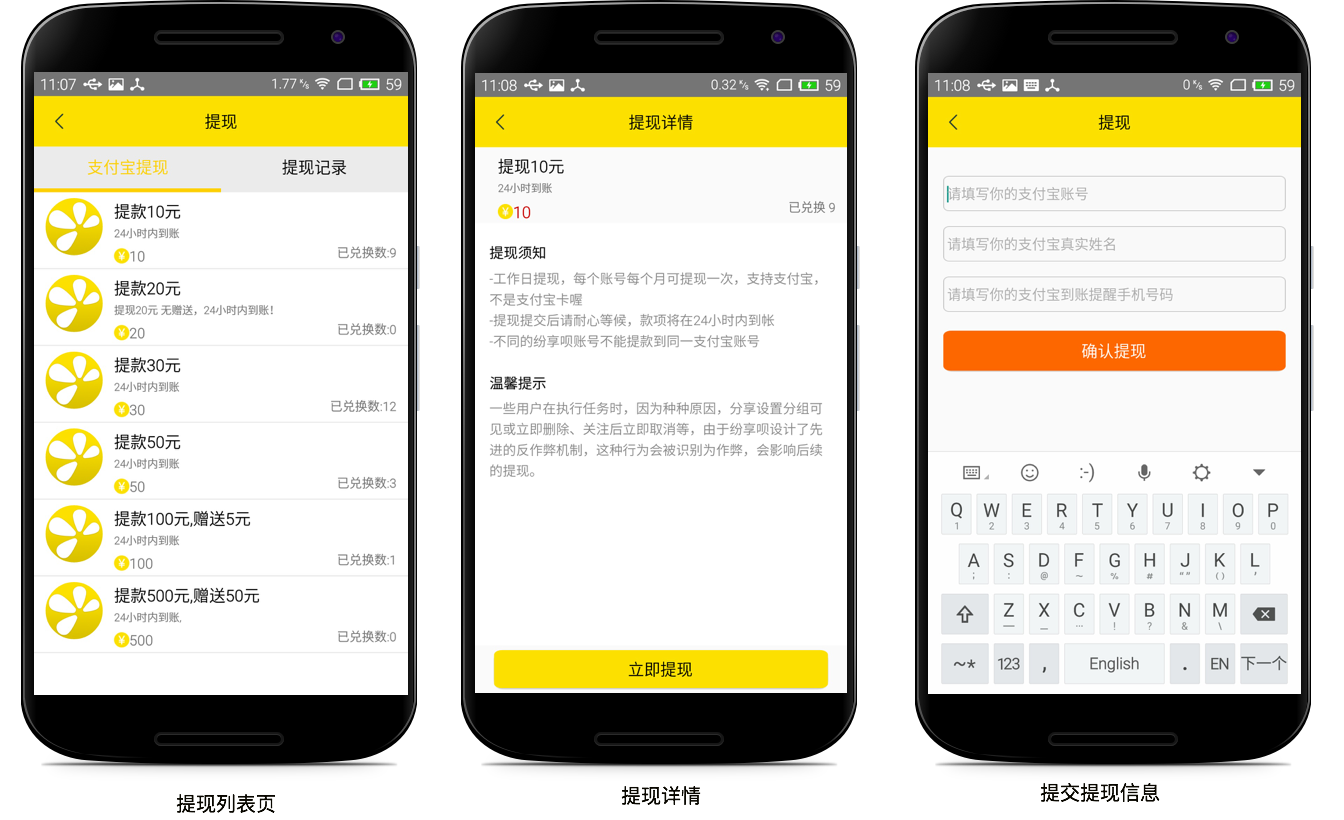 11:07
1.77 K/s
59
提现
支付宝提现
提现记录
提款10元
24小时内到账
¥10
已兑换数:9
提款20元
提现20元 无赠送，24小时内到账!
¥20
已兑换数:0
提款30元
24小时内到账
¥30
已兑换数:12
提款50元
24小时内到账
¥50
已兑换数:3
提款100元,赠送5元
24小时内到账
¥100
已兑换数:1
提款500元,赠送50元
24小时内到账,
¥500
已兑换数:0
提现列表页
11:08
0.32 K/s
59
提现详情
提现10元
24小时到账
¥10
已兑换 9
提现须知
-工作日提现，每个账号每个月可提现一次，支持支付宝，
不是支付宝卡喔
-提现提交后请耐心等候，款项将在24小时内到帐
-不同的纷享呗账号不能提款到同一支付宝账号
温馨提示
一些用户在执行任务时，因为种种原因，分享设置分组可
见或立即删除、关注后立即取消等，由于纷享呗设计了先
进的反作弊机制，这种行为会被识别为作弊，会影响后续
的提现。
立即提现
提现详情
11:08
0 K/s
59
提现
请填写你的支付宝账号
请填写你的支付宝真实姓名
请填写你的支付宝到账提醒手机号码
确认提现
:-)
Q W E R T Y U I O P
1 2 3 4 5 6 7 8 9 0
A S D F G H J K L
; : @ ~ % “ ” # ( ) ’
Z X C V B N M
— _ … ! ? & \
~* 123 , English . EN 下一个
提交提现信息